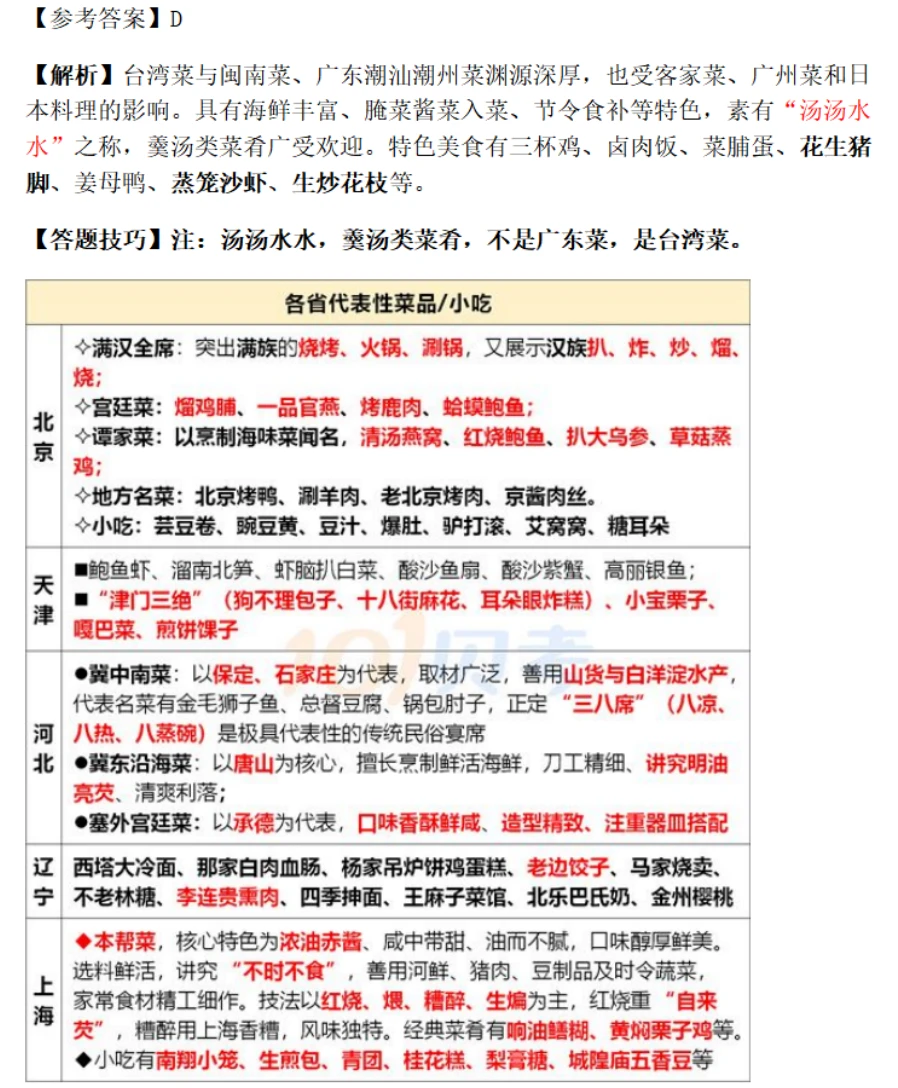 【参考答案】D
【解析】台湾菜与闽南菜、广东潮汕潮州菜渊源深厚，也受客家菜、广州菜和日
本料理的影响。具有海鲜丰富、腌菜酱菜入菜、节令食补等特色，素有“汤汤水
水”之称，羹汤类菜肴广受欢迎。特色美食有三杯鸡、卤肉饭、菜脯蛋、花生猪
脚、姜母鸭、蒸笼沙虾、生炒花枝等。
【答题技巧】注：汤汤水水，羹汤类菜肴，不是广东菜，是台湾菜。
各省代表性菜品/小吃
北京
✧满汉全席：突出满族的烧烤、火锅、涮锅，又展示汉族扒、炸、炒、熘、
烧；
✧宫廷菜：熘鸡脯、一品官燕、烤鹿肉、蛤蟆鲍鱼；
✧谭家菜：以烹制海味菜闻名，清汤燕窝、红烧鲍鱼、扒大乌参、草菇蒸
鸡；
✧地方名菜：北京烤鸭、涮羊肉、老北京烤肉、京酱肉丝。
✧小吃：芸豆卷、豌豆黄、豆汁、爆肚、驴打滚、艾窝窝、糖耳朵
天津
■鲍鱼虾、溜南北笋、虾脑扒白菜、酸沙鱼扇、酸沙紫蟹、高丽银鱼；
■“津门三绝”（狗不理包子、十八街麻花、耳朵眼炸糕）、小宝栗子、
嘎巴菜、煎饼馃子
101贝考
河北
●冀中南菜：以保定、石家庄为代表，取材广泛，善用山货与白洋淀水产，
代表名菜有金毛狮子鱼、总督豆腐、锅包肘子，正定“三八席”（八凉、
八热、八蒸碗）是极具代表性的传统民俗宴席
●冀东沿海菜：以唐山为核心，擅长烹制鲜活海鲜，刀工精细、讲究明油
亮芡、清爽利落；
●塞外宫廷菜：以承德为代表，口味香酥鲜咸、造型精致、注重器皿搭配
辽宁
西塔大冷面、那家白肉血肠、杨家吊炉饼鸡蛋糕、老边饺子、马家烧卖、
不老林糖、李连贵熏肉、四季抻面、王麻子菜馆、北乐巴氏奶、金州樱桃
上海
◆本帮菜，核心特色为浓油赤酱、咸中带甜、油而不腻，口味醇厚鲜美。
选料鲜活，讲究“不时不食”，善用河鲜、猪肉、豆制品及时令蔬菜，
家常食材精工细作。技法以红烧、煨、糟醉、生煸为主，红烧重“自来
芡”，糟醉用上海香糟，风味独特。经典菜肴有响油鳝糊、黄焖栗子鸡等。
◆小吃有南翔小笼、生煎包、青团、桂花糕、梨膏糖、城隍庙五香豆等